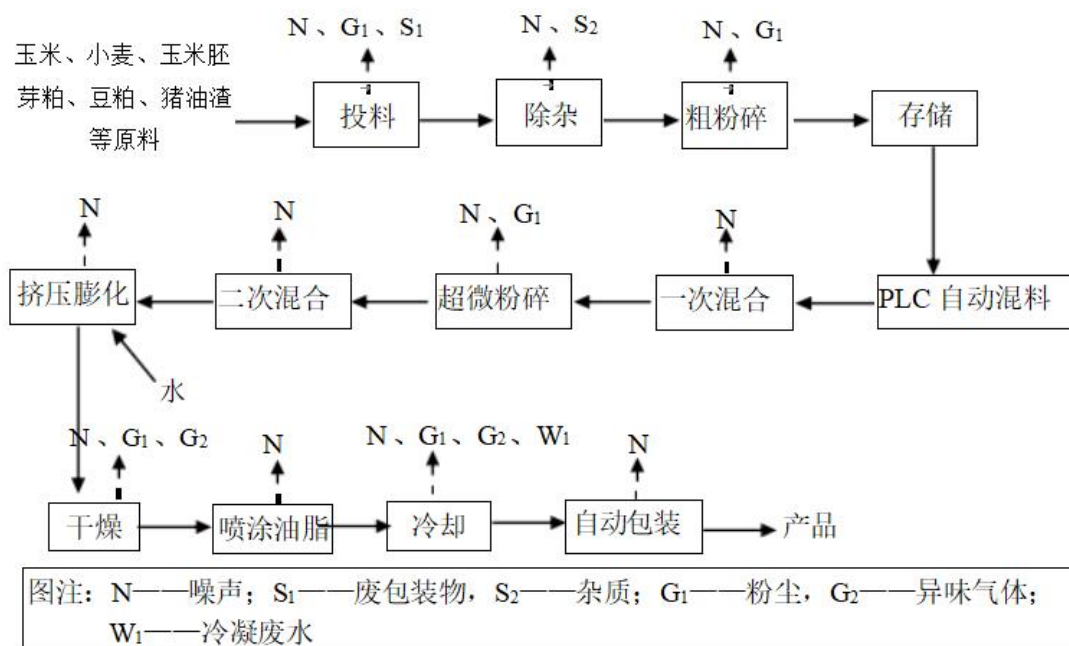 N、G₁、S₁
N、S₂
N、G₁
玉米、小麦、玉米胚
芽粕、豆粕、猪油渣
等原料
投料
除杂
粗粉碎
存储
N
N
N、G₁
N
挤压膨化
二次混合
超微粉碎
一次混合
PLC 自动混料
水
N、G₁、G₂
N
N、G₁、G₂、W₁
N
干燥
喷涂油脂
冷却
自动包装
产品
图注：N——噪声；S₁——废包装物，S₂——杂质；G₁——粉尘，G₂——异味气体；
W₁——冷凝废水